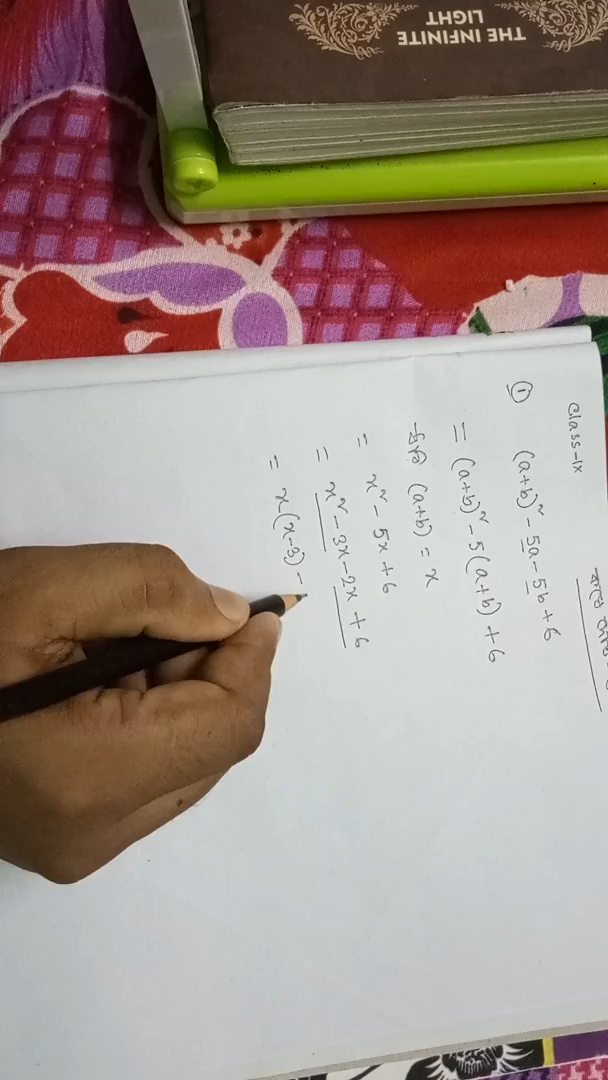 THE INFINITE
LIGHT
Class-IX
① (a+b)² - 5a - 5b + 6
= (a+b)² - 5(a+b) + 6
ধরি (a+b) = x
= x² - 5x + 6
= x² - 3x - 2x + 6
= x(x-3) -